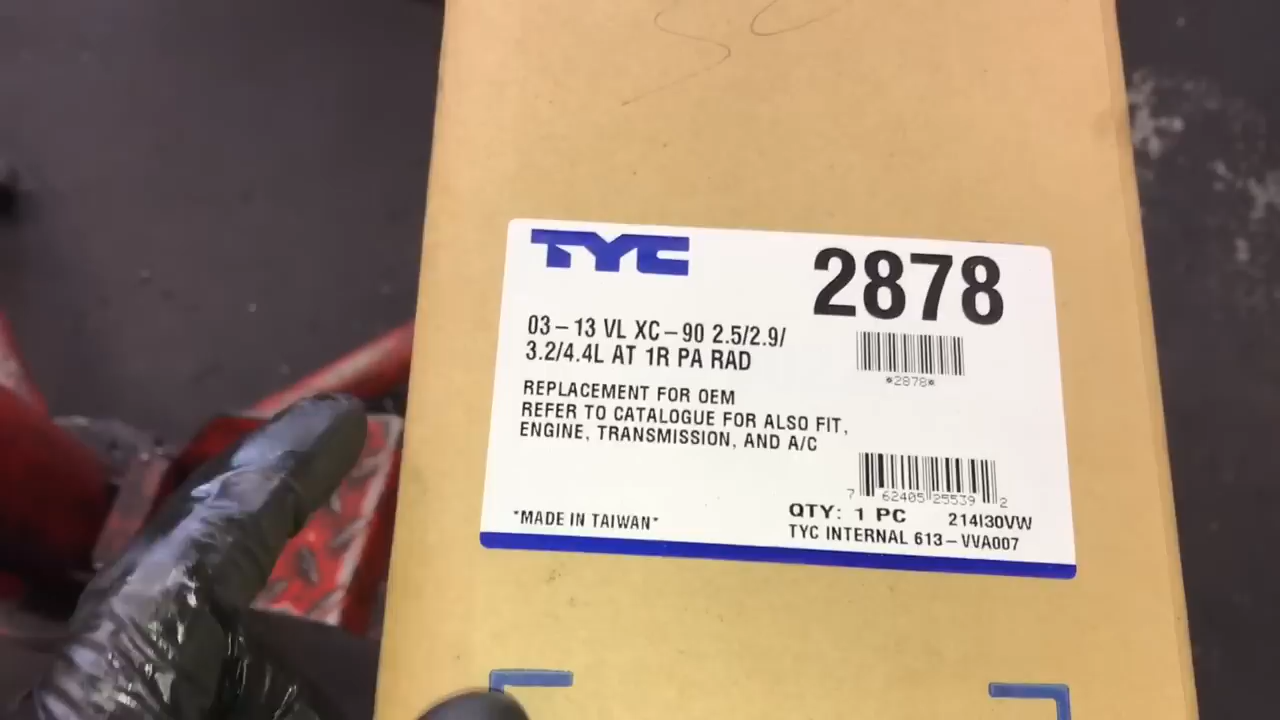 TYC
2878
03-13 VL XC-90 2.5/2.9/
3.2/4.4L AT 1R PA RAD
*2878*
REPLACEMENT FOR OEM
REFER TO CATALOGUE FOR ALSO FIT,
ENGINE, TRANSMISSION, AND A/C
7 62405 25539 2
*MADE IN TAIWAN*
QTY: 1 PC 214I30VW
TYC INTERNAL 613-VVA007